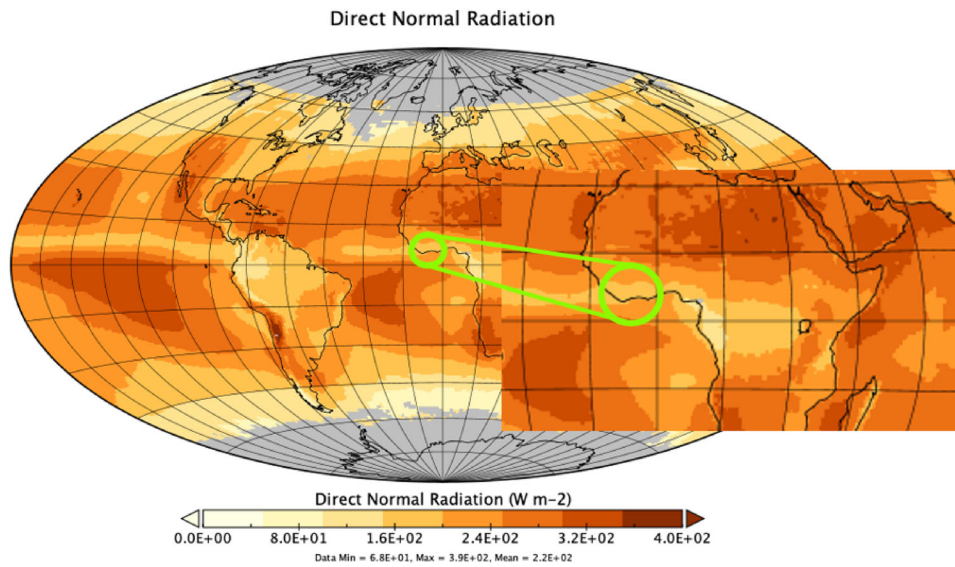 Direct Normal Radiation
Direct Normal Radiation (W m-2)
0.0E+00 8.0E+01 1.6E+02 2.4E+02 3.2E+02 4.0E+02
Data Min = 6.8E+01, Max = 3.9E+02, Mean = 2.2E+02